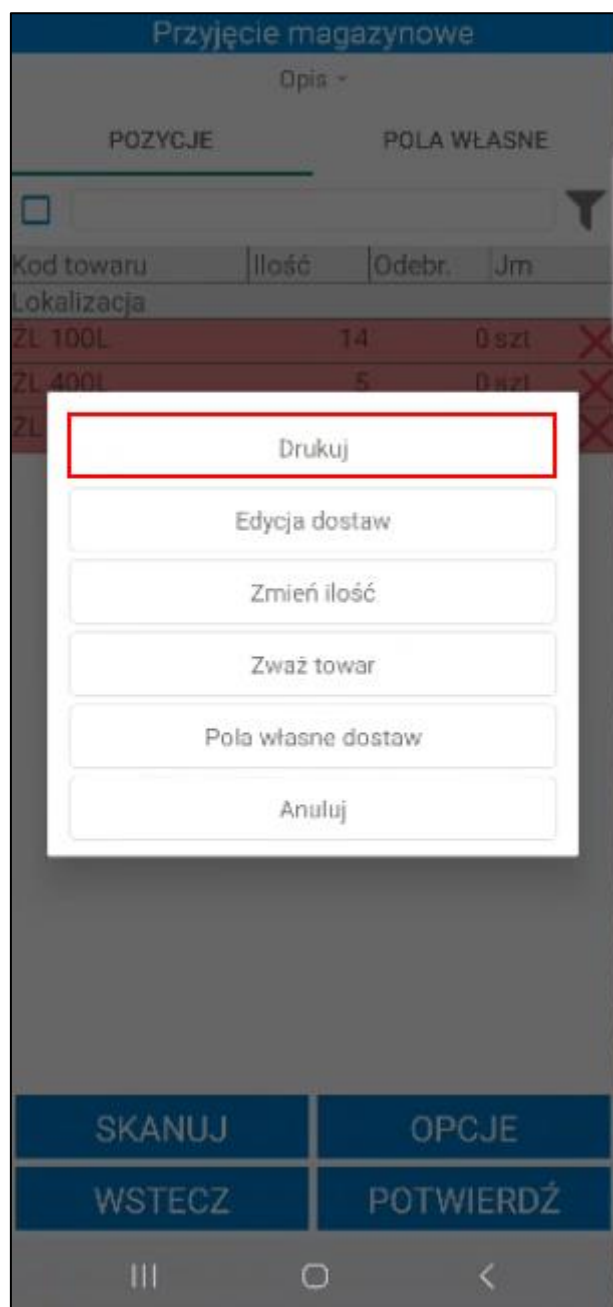 Przyjęcie magazynowe
Opis
POZYCJE POLA WŁASNE
Kod towaru Ilość Odebr. Jm
Lokalizacja
ŻL 100L 14 0 szt
ŻL 400L 5 0 szt
ŻL
Drukuj
Edycja dostaw
Zmień ilość
Zważ towar
Pola własne dostaw
Anuluj
SKANUJ OPCJE
WSTECZ POTWIERDŹ